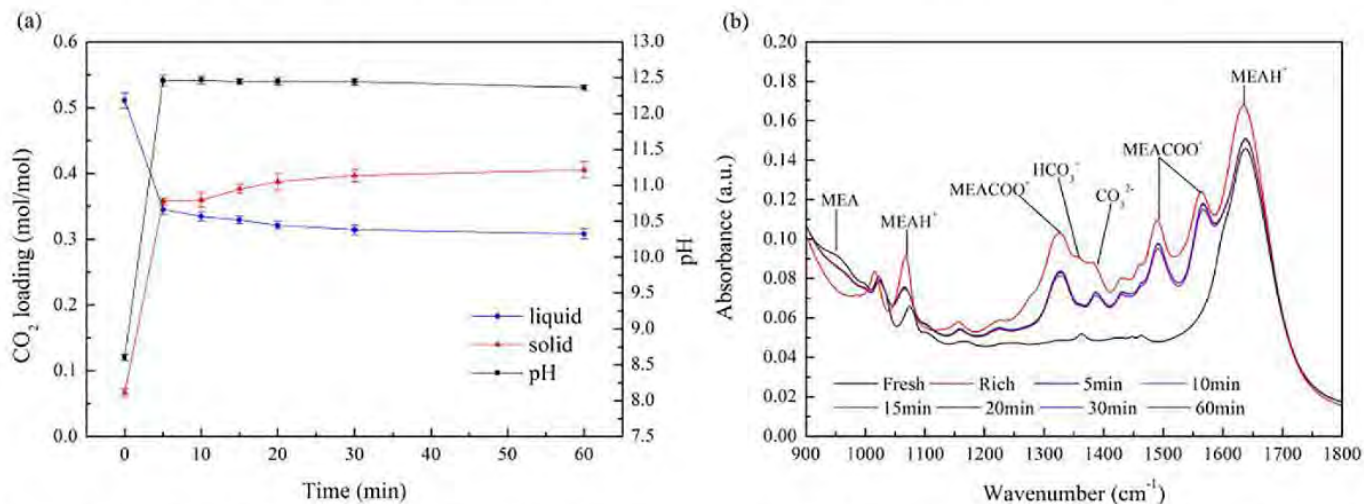 (a)
0.6
0.5
0.4
0.3
0.2
0.1
0.0
CO₂ loading (mol/mol)
13.0
12.5
12.0
11.5
11.0
10.5
10.0
9.5
9.0
8.5
8.0
7.5
pH
liquid
solid
pH
0 10 20 30 40 50 60
Time (min)
(b)
0.20
0.18
0.16
0.14
0.12
0.10
0.08
0.06
0.04
0.02
0.00
Absorbance (a.u.)
MEA
MEAH⁺
MEACOO⁻
HCO₃⁻
CO₃²⁻
MEACOO⁻
MEAH⁺
Fresh Rich 5min 10min
15min 20min 30min 60min
900 1000 1100 1200 1300 1400 1500 1600 1700 1800
Wavenumber (cm⁻¹)